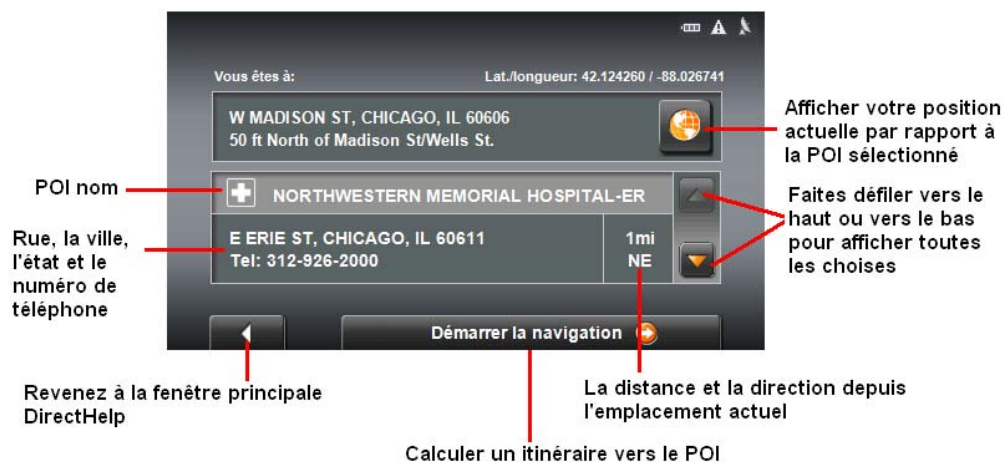 Vous êtes à:
Lat./longueur: 42.124260 / -88.026741
W MADISON ST, CHICAGO, IL 60606
50 ft North of Madison St/Wells St.
Afficher votre position
actuelle par rapport à
la POI sélectionné
POI nom
NORTHWESTERN MEMORIAL HOSPITAL-ER
Faites défiler vers le
haut ou vers le bas
pour afficher toutes
les choises
Rue, la ville,
l'état et le
numéro de
téléphone
E ERIE ST, CHICAGO, IL 60611
Tel: 312-926-2000
1mi
NE
Démarrer la navigation
Revenez à la fenêtre principale
DirectHelp
La distance et la direction depuis
l'emplacement actuel
Calculer un itinéraire vers le POI